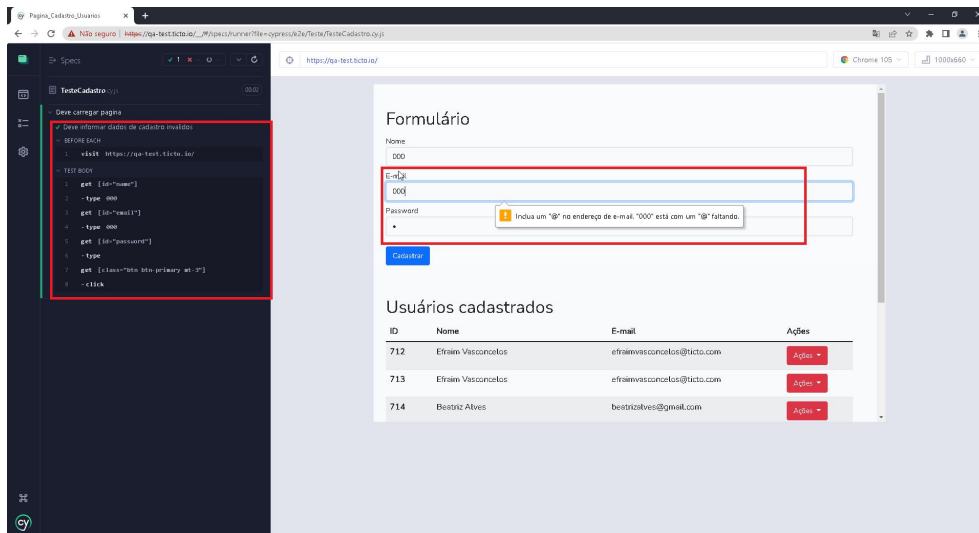 Pagina_Cadastro_Usuarios
Não seguro | https://qa-test.ticto.io/__/#/specs/runner?file=cypress/e2e/Teste/TesteCadastro.cy.js
Specs
1
https://qa-test.ticto.io/
Chrome 105
1000x660
TesteCadastro.cy.js
00:02
Deve carregar pagina
Deve informar dados de cadastro invalidos
BEFORE EACH
1 visit https://qa-test.ticto.io/
TEST BODY
1 get [id="name"]
2 -type 000
3 get [id="email"]
4 -type 000
5 get [id="password"]
6 -type
7 get [class="btn btn-primary mt-3"]
8 -click
Formulário
Nome
000
E-mail
000
Inclua um "@" no endereço de e-mail. "000" está com um "@" faltando.
Password
Cadastrar
Usuários cadastrados
ID Nome E-mail Ações
712 Efraim Vasconcelos efraimvasconcelos@ticto.com Ações
713 Efraim Vasconcelos efraimvasconcelos@ticto.com Ações
714 Beatriz Alves beatrizalves@gmail.com Ações
cy